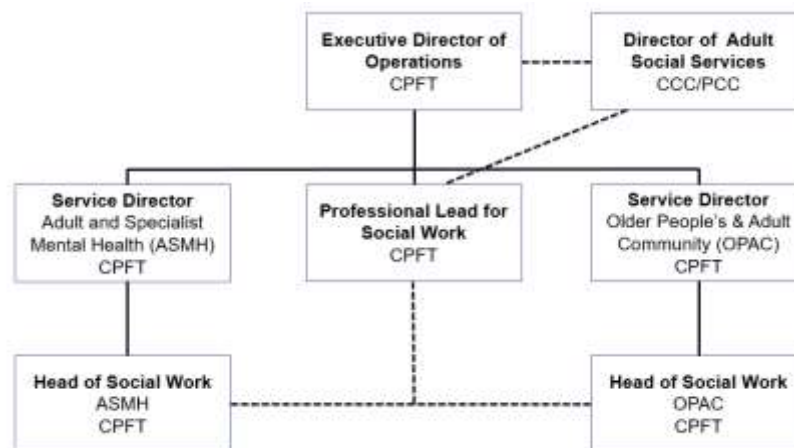 Executive Director of
Operations
CPFT
Director of Adult
Social Services
CCC/PCC
Service Director
Adult and Specialist
Mental Health (ASMH)
CPFT
Professional Lead for
Social Work
CPFT
Service Director
Older People's & Adult
Community (OPAC)
CPFT
Head of Social Work
ASMH
CPFT
Head of Social Work
OPAC
CPFT